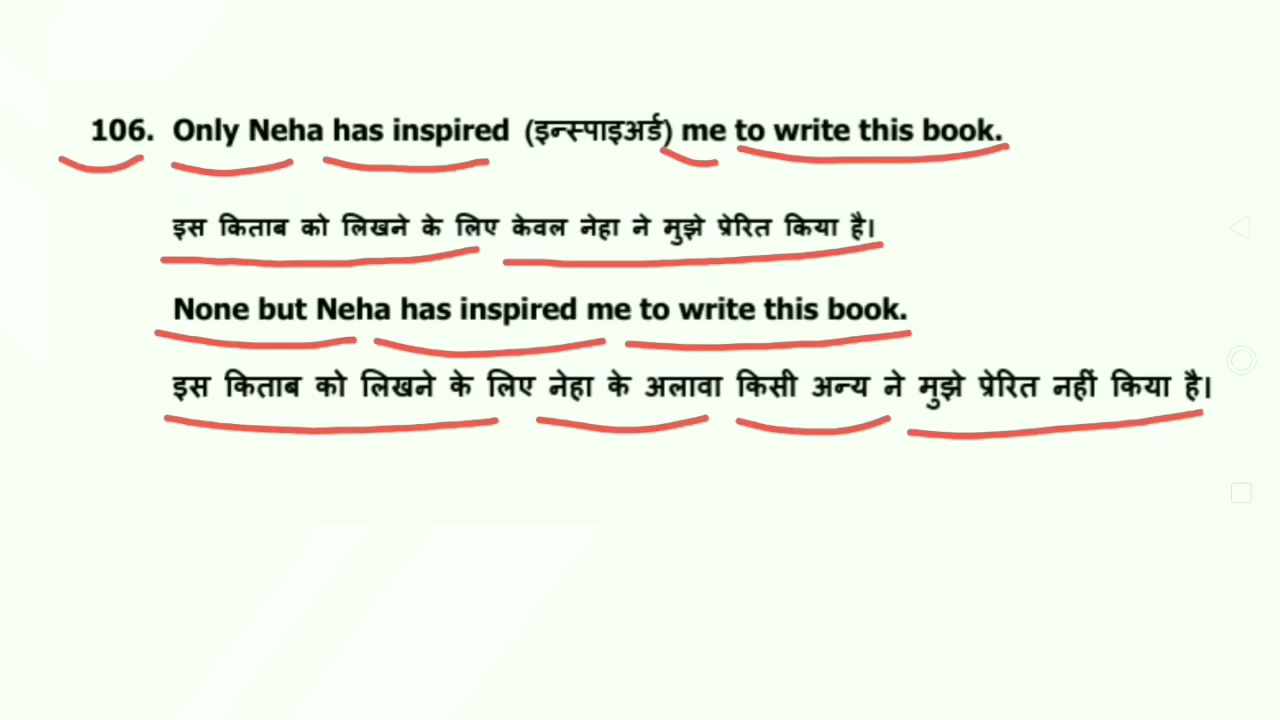 106. Only Neha has inspired (इन्स्पाइअर्ड) me to write this book.
इस किताब को लिखने के लिए केवल नेहा ने मुझे प्रेरित किया है।
None but Neha has inspired me to write this book.
इस किताब को लिखने के लिए नेहा के अलावा किसी अन्य ने मुझे प्रेरित नहीं किया है।